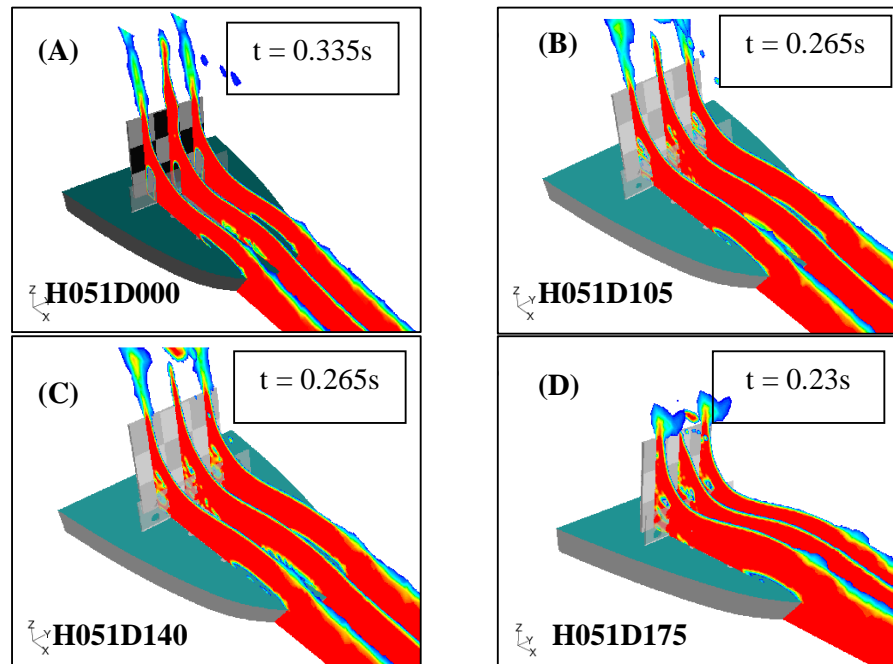 (A)
t = 0.335s
Z
Y
X
H051D000
(B)
t = 0.265s
Z
Y
X
H051D105
(C)
t = 0.265s
Z
Y
X
H051D140
(D)
t = 0.23s
Z
Y
X
H051D175